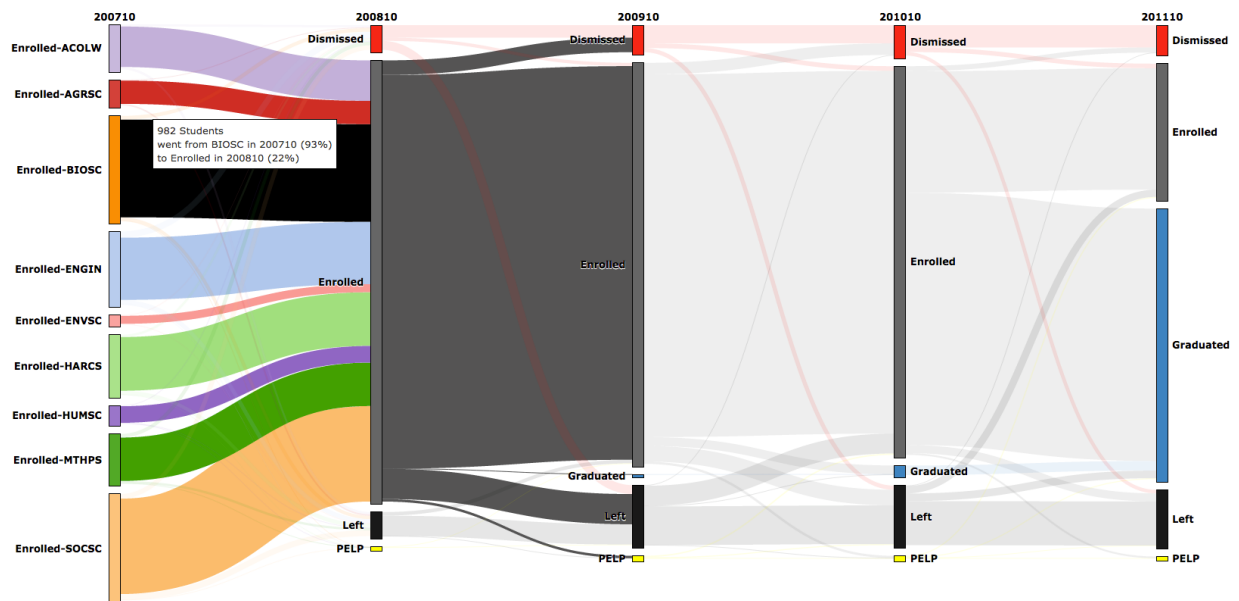 200710
200810
200910
201010
201110
Enrolled-ACOLW
Enrolled-AGRSC
Enrolled-BIOSC
Enrolled-ENGIN
Enrolled-ENVSC
Enrolled-HARCS
Enrolled-HUMSC
Enrolled-MTHPS
Enrolled-SOCSC
982 Students
went from BIOSC in 200710 (93%)
to Enrolled in 200810 (22%)
Dismissed
Enrolled
Left
PELP
Dismissed
Enrolled
Graduated
Left
PELP
Dismissed
Enrolled
Graduated
Left
PELP
Dismissed
Enrolled
Graduated
Left
PELP